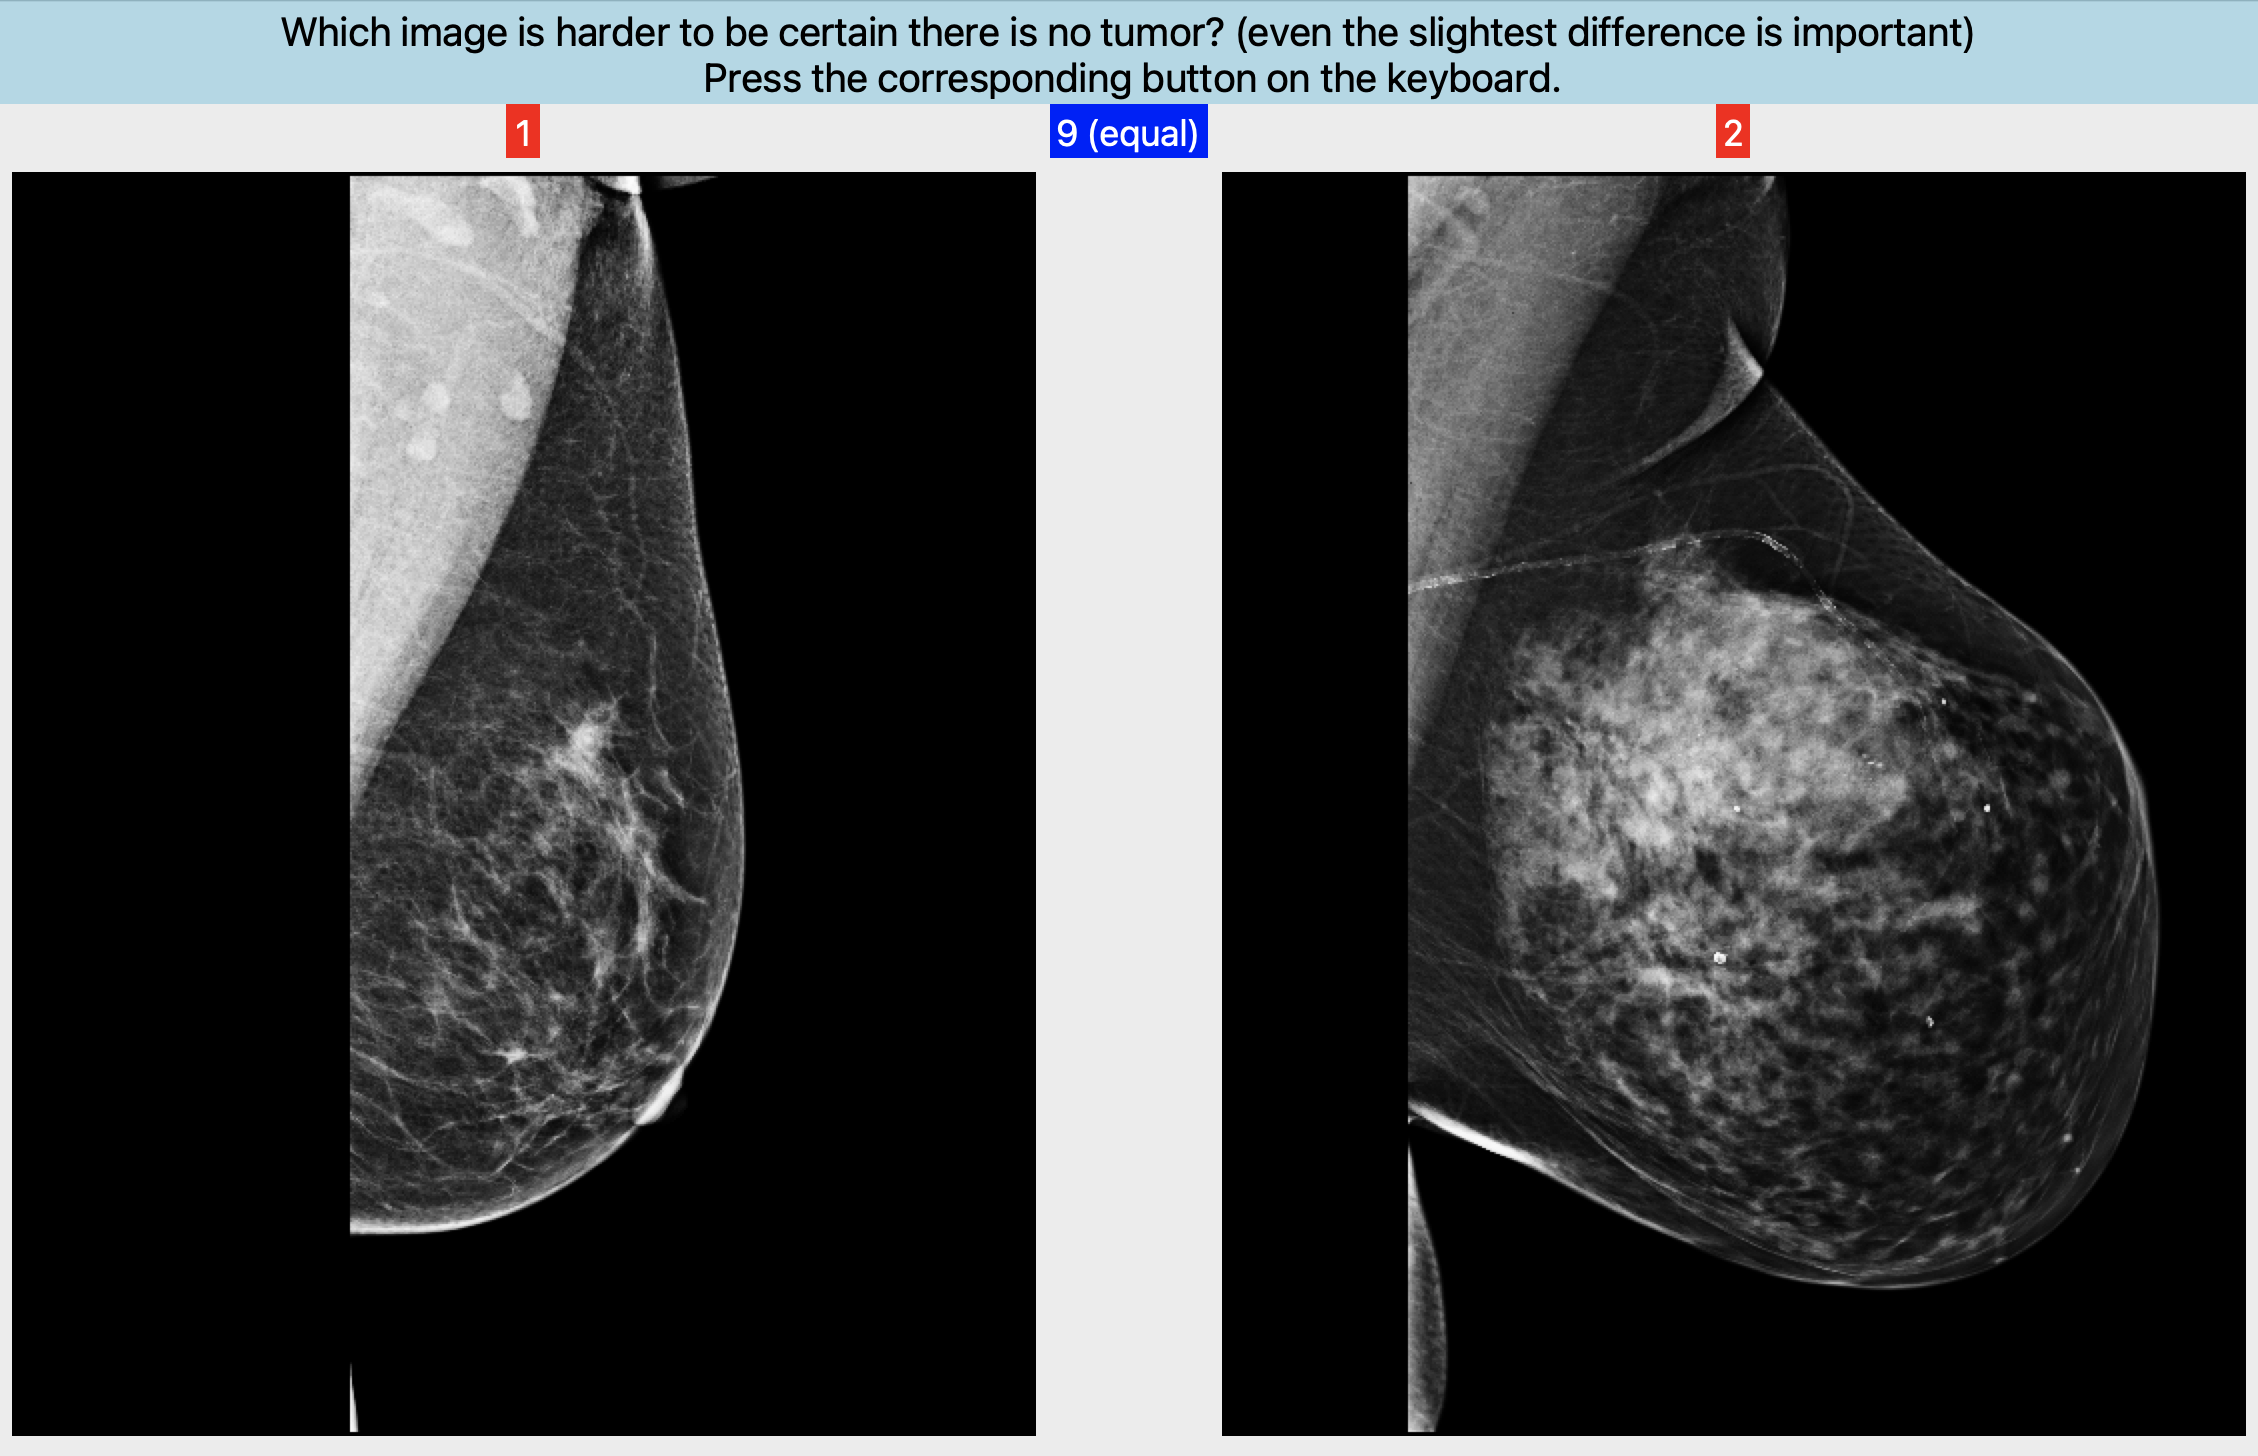 Which image is harder to be certain there is no tumor? (even the slightest difference is important)
Press the corresponding button on the keyboard.
1
9 (equal)
2